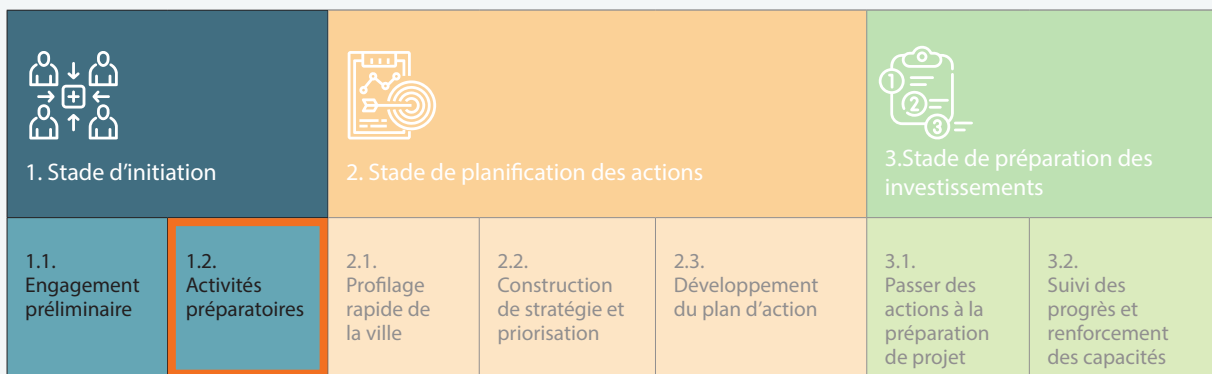 1. Stade d'initiation
2. Stade de planification des actions
1
2
3
3.Stade de préparation des
investissements
1.1.
Engagement
préliminaire
1.2.
Activités
préparatoires
2.1.
Profilage
rapide de
la ville
2.2.
Construction
de stratégie et
priorisation
2.3.
Développement
du plan d'action
3.1.
Passer des
actions à la
préparation
de projet
3.2.
Suivi des
progrès et
renforcement
des capacités